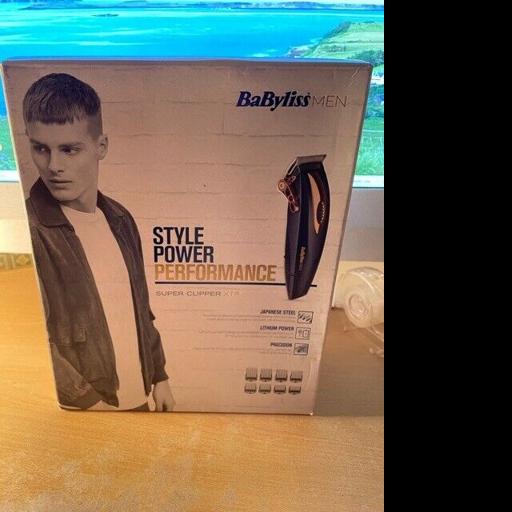 BaByliss MEN
STYLE
POWER
PERFORMANCE
SUPER CLIPPER XTR
JAPANESE STEEL
LITHIUM POWER
PRECISION